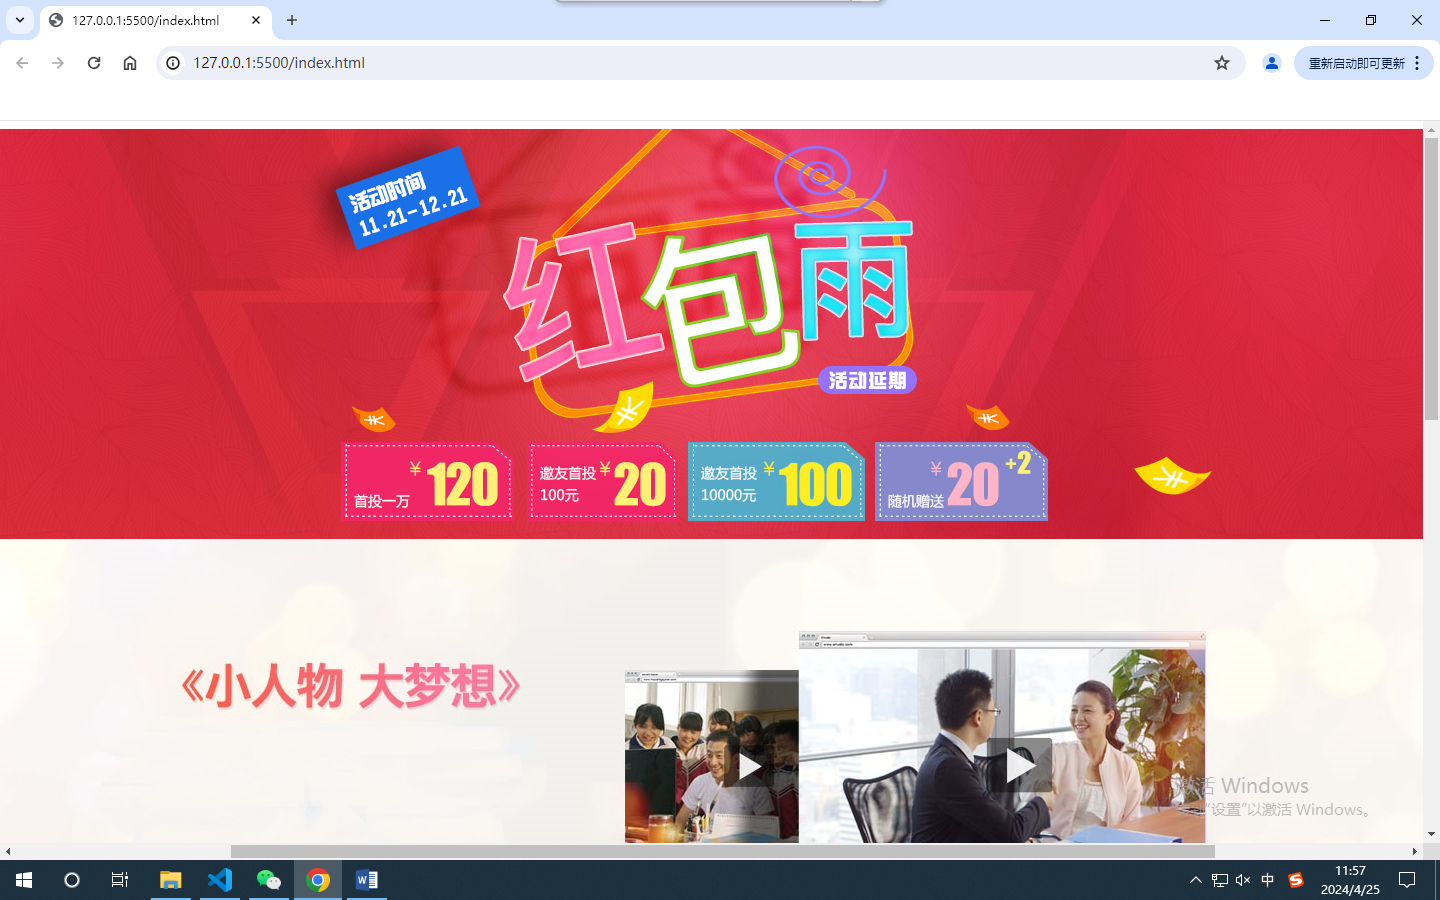 127.0.0.1:5500/index.html
127.0.0.1:5500/index.html
重新启动即可更新
活动时间
11.21-12.21
红包雨
活动延期
首投一万
¥ 120
邀友首投
100元
¥ 20
邀友首投
10000元
¥ 100
随机赠送
¥ 20
+2
《小人物 大梦想》
激活 Windows
"设置"以激活 Windows。
中
11:57
2024/4/25